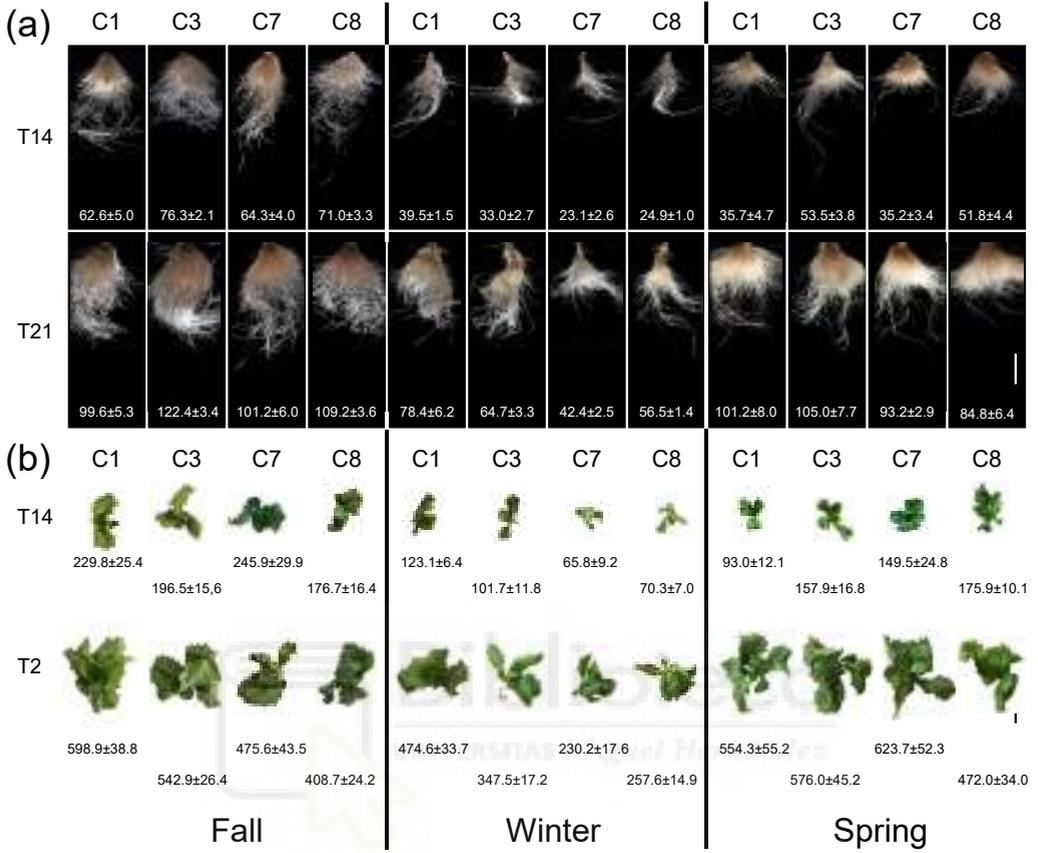 (a) C1 C3 C7 C8 C1 C3 C7 C8 C1 C3 C7 C8
T14
62.6±5.0 76.3±2.1 64.3±4.0 71.0±3.3 39.5±1.5 33.0±2.7 23.1±2.6 24.9±1.0 35.7±4.7 53.5±3.8 35.2±3.4 51.8±4.4
T21
99.6±5.3 122.4±3.4 101.2±6.0 109.2±3.6 78.4±6.2 64.7±3.3 42.4±2.5 56.5±1.4 101.2±8.0 105.0±7.7 93.2±2.9 84.8±6.4
(b) C1 C3 C7 C8 C1 C3 C7 C8 C1 C3 C7 C8
T14
229.8±25.4 245.9±29.9 123.1±6.4 65.8±9.2 93.0±12.1 149.5±24.8
196.5±15,6 176.7±16.4 101.7±11.8 70.3±7.0 157.9±16.8 175.9±10.1
T2
Biblioteca
598.9±38.8 475.6±43.5 474.6±33.7 230.2±17.6 554.3±55.2 623.7±52.3
UNIVERSITAS Miguel Hernández
542.9±26.4 408.7±24.2 347.5±17.2 257.6±14.9 576.0±45.2 472.0±34.0
Fall Winter Spring